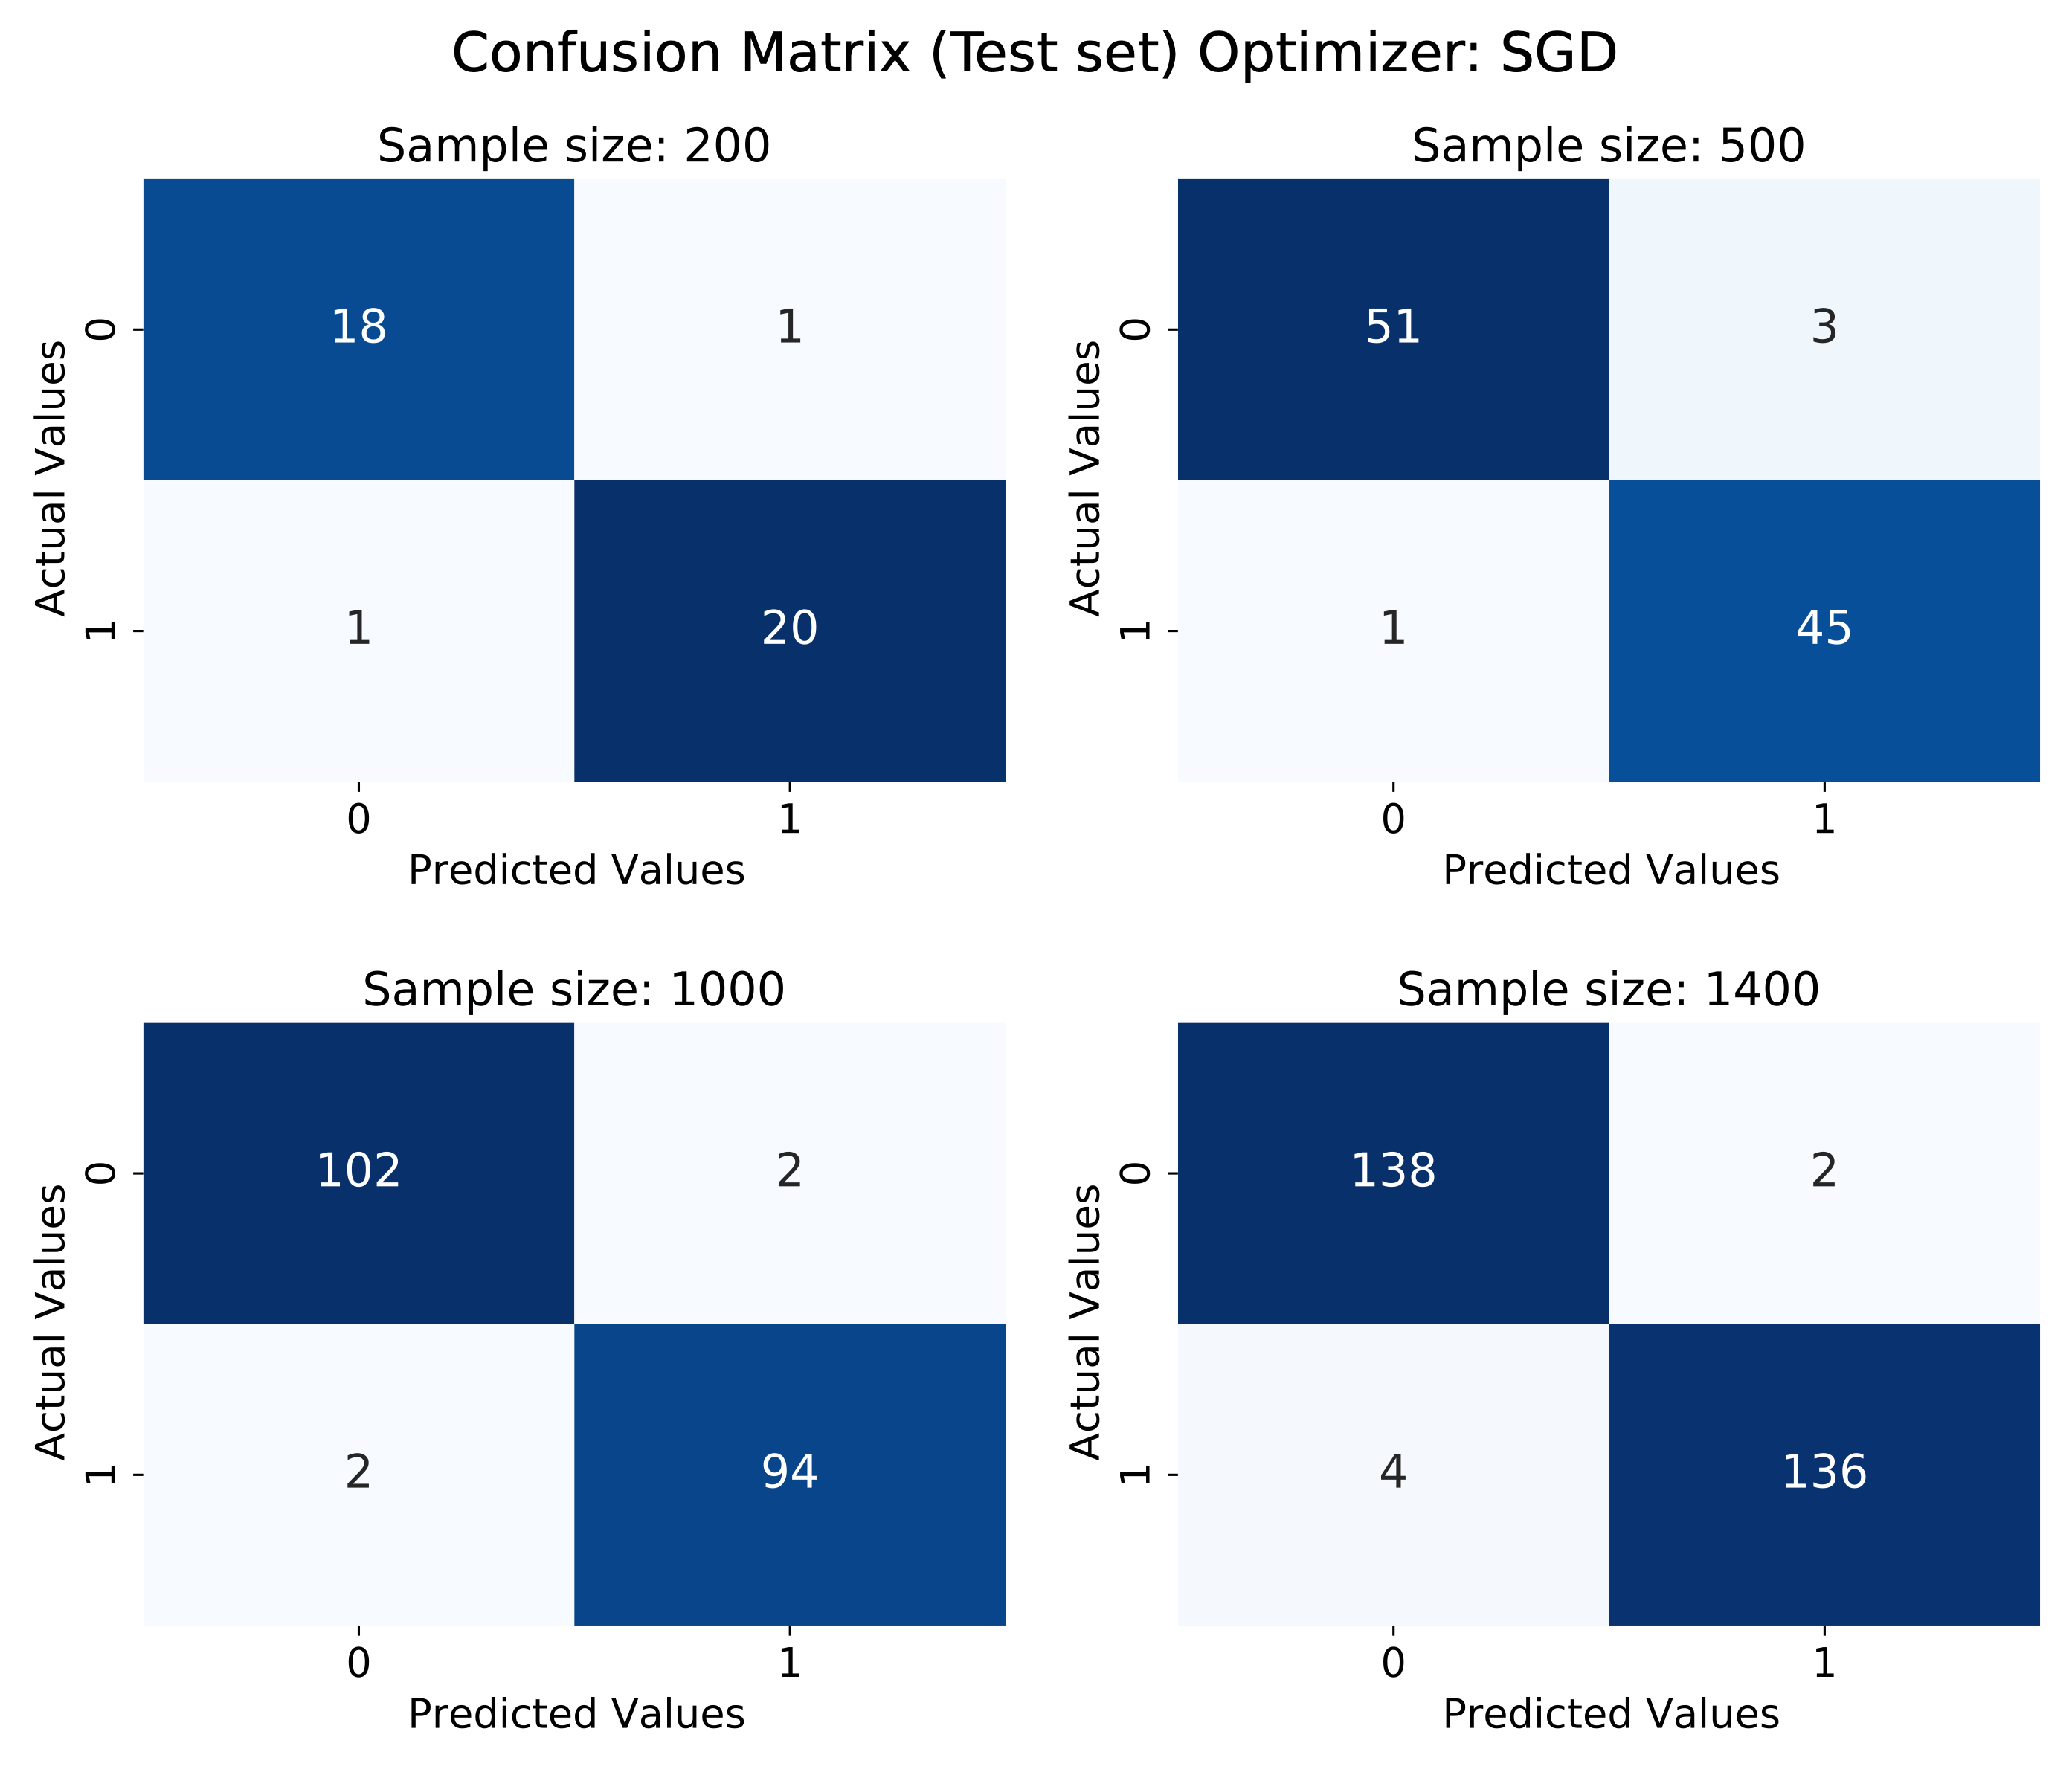 Confusion Matrix (Test set) Optimizer: SGD
Sample size: 200
Actual Values
0
18
1
1
1
20
0
1
Predicted Values
Sample size: 500
Actual Values
0
51
3
1
1
45
0
1
Predicted Values
Sample size: 1000
Actual Values
0
102
2
1
2
94
0
1
Predicted Values
Sample size: 1400
Actual Values
0
138
2
1
4
136
0
1
Predicted Values